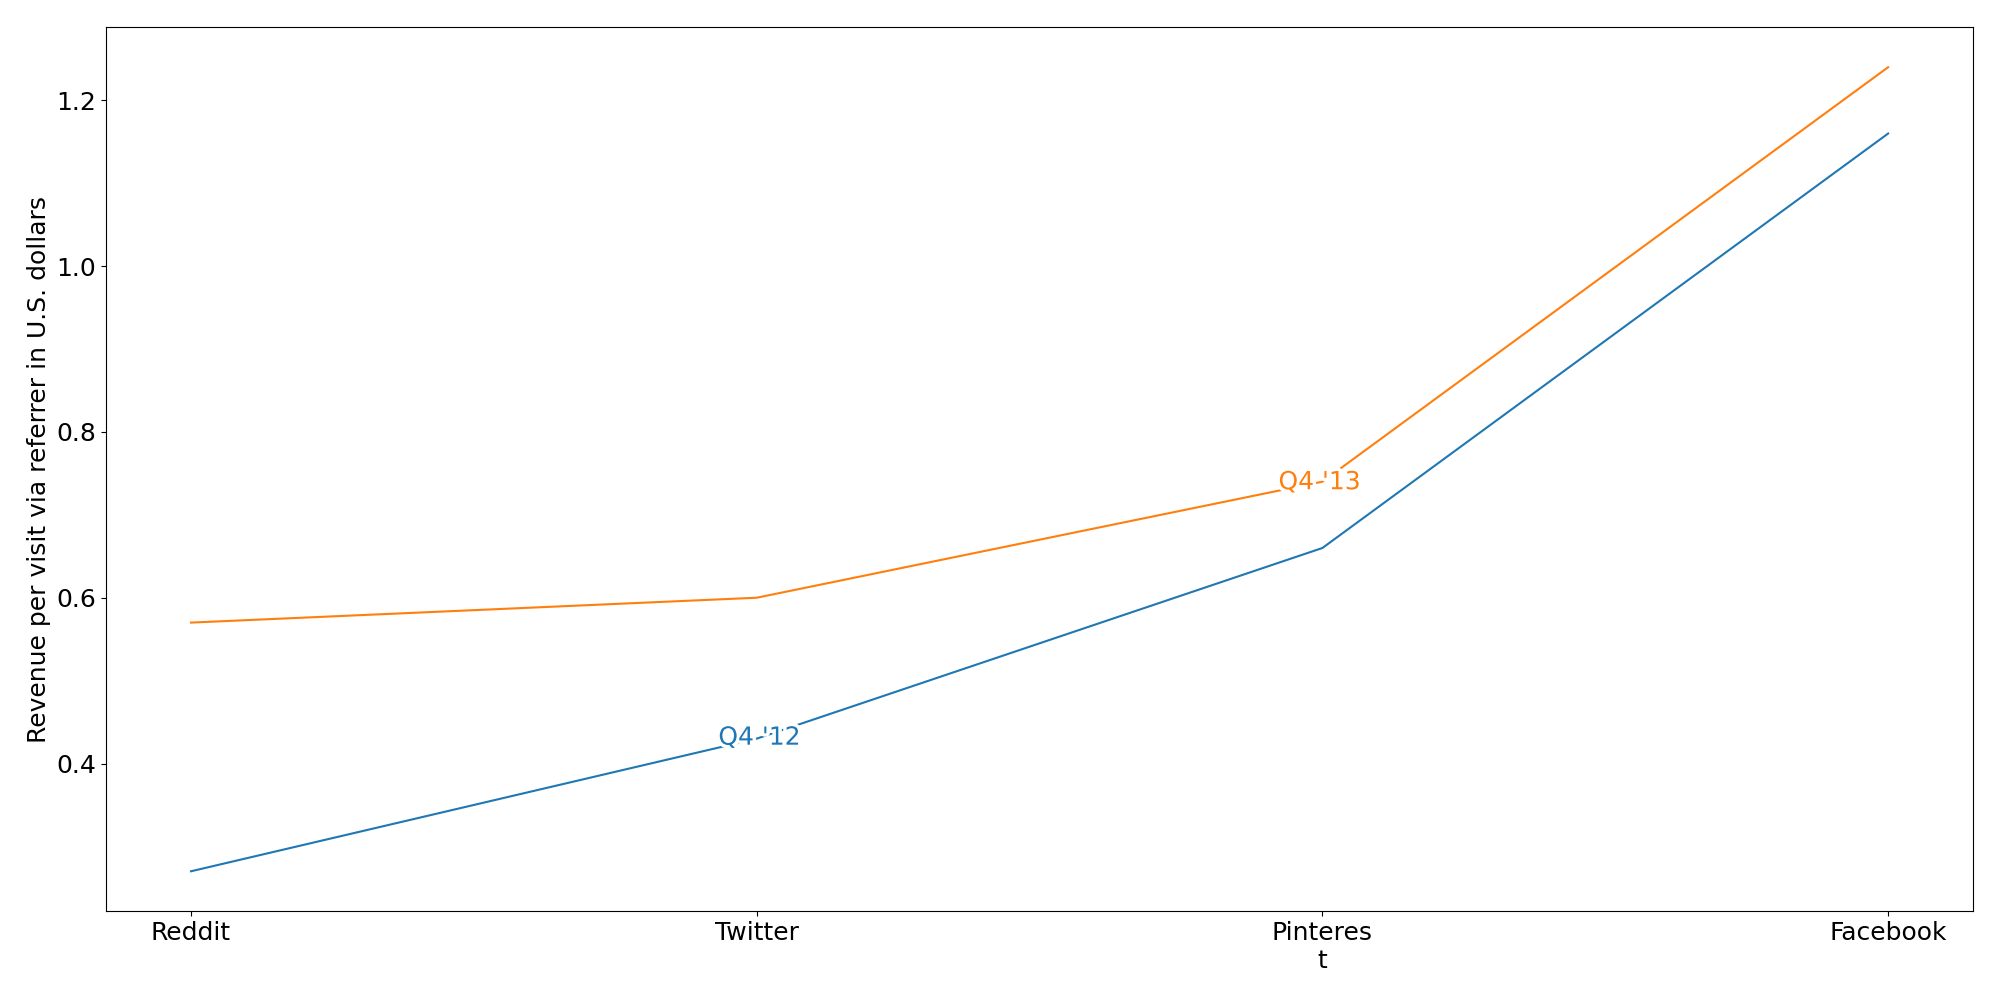 Revenue per visit via referrer in U.S. dollars
1.2
1.0
0.8
0.6
0.4
Q4 '13
Q4 '12
Reddit
Twitter
Pinteres
t
Facebook